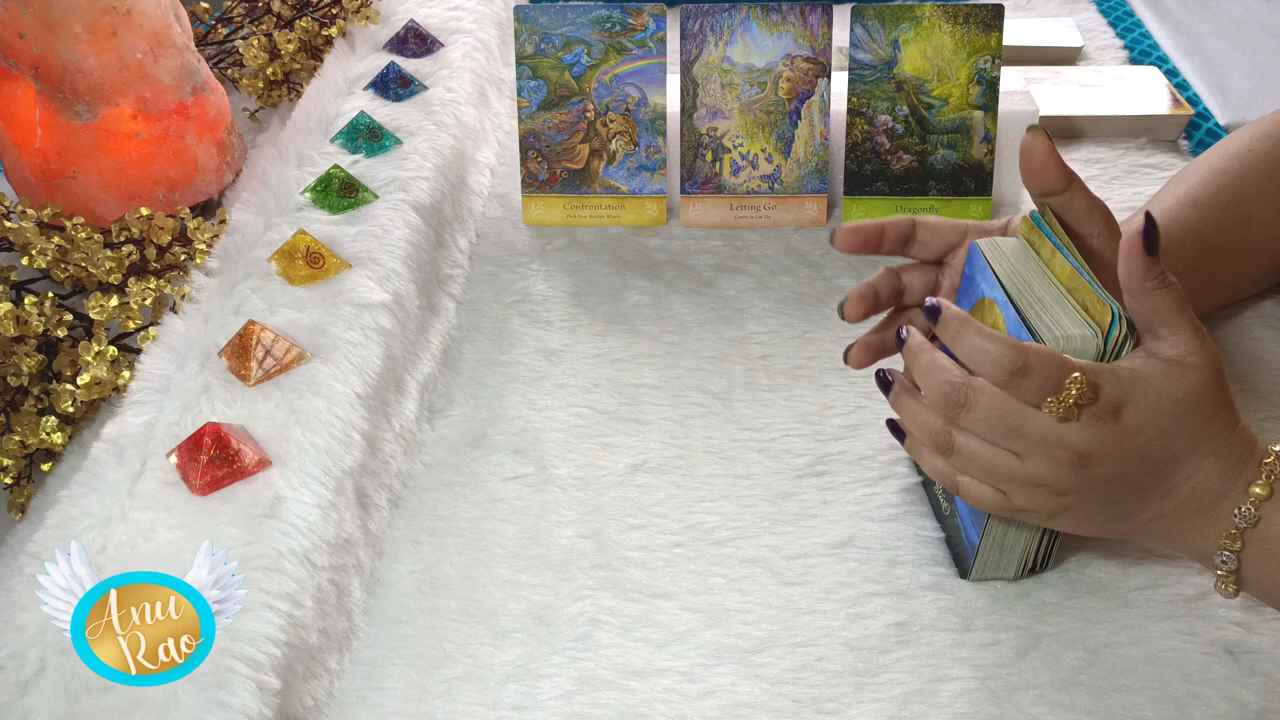 Confrontation
Pick Your Battles Wisely
Letting Go
Learn to Let Go
Dragonfly
Anu
Rao